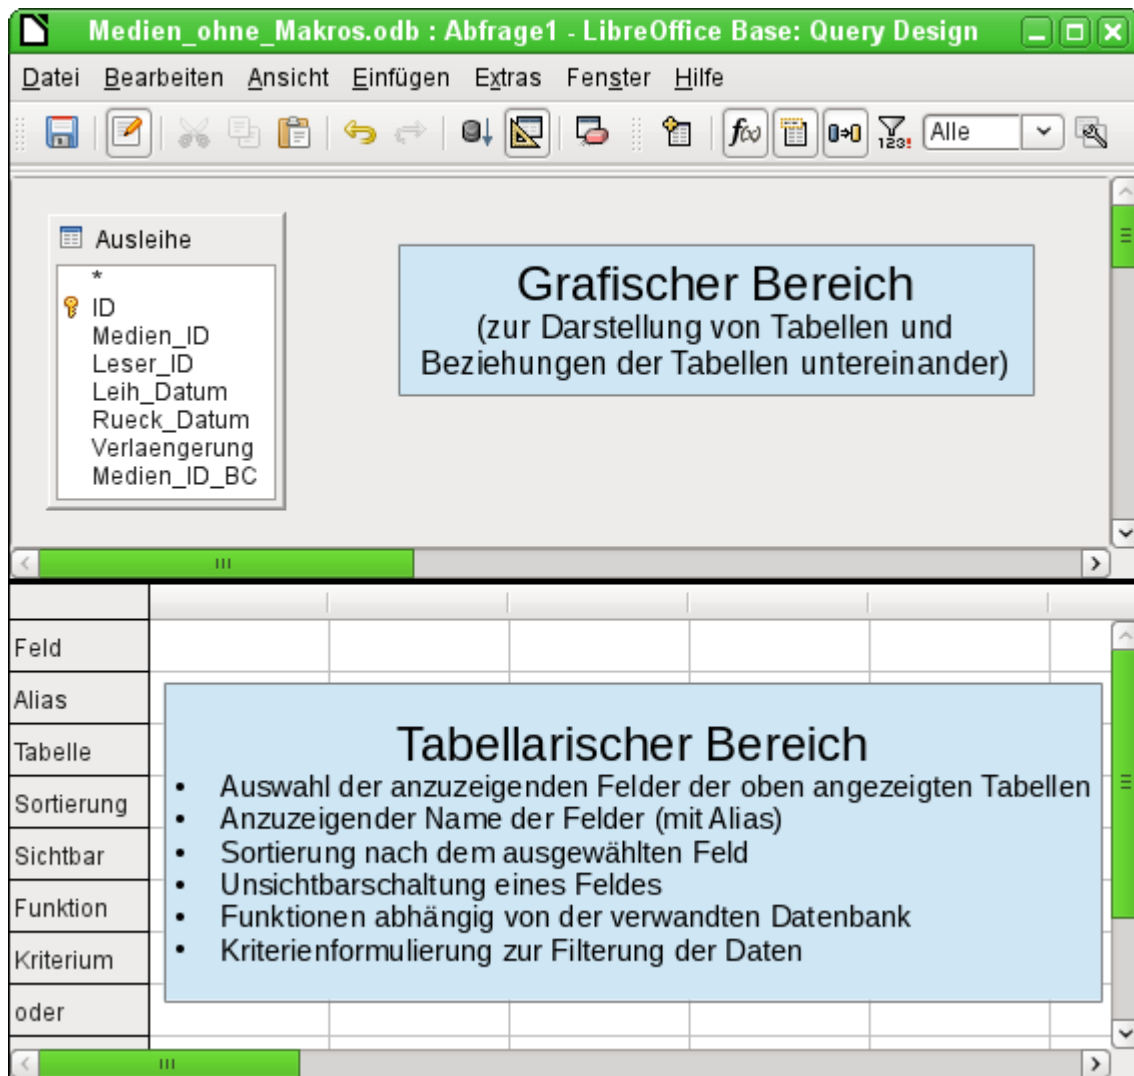 Medien_ohne_Makros.odb : Abfrage1 - LibreOffice Base: Query Design
Datei Bearbeiten Ansicht Einfügen Extras Fenster Hilfe
f(x) 123! Alle
Ausleihe
*
ID
Medien_ID
Leser_ID
Leih_Datum
Rueck_Datum
Verlaengerung
Medien_ID_BC
Grafischer Bereich
(zur Darstellung von Tabellen und
Beziehungen der Tabellen untereinander)
Feld
Alias
Tabelle
Sortierung
Sichtbar
Funktion
Kriterium
oder
Tabellarischer Bereich
• Auswahl der anzuzeigenden Felder der oben angezeigten Tabellen
• Anzuzeigender Name der Felder (mit Alias)
• Sortierung nach dem ausgewählten Feld
• Unsichtbarschaltung eines Feldes
• Funktionen abhängig von der verwandten Datenbank
• Kriterienformulierung zur Filterung der Daten